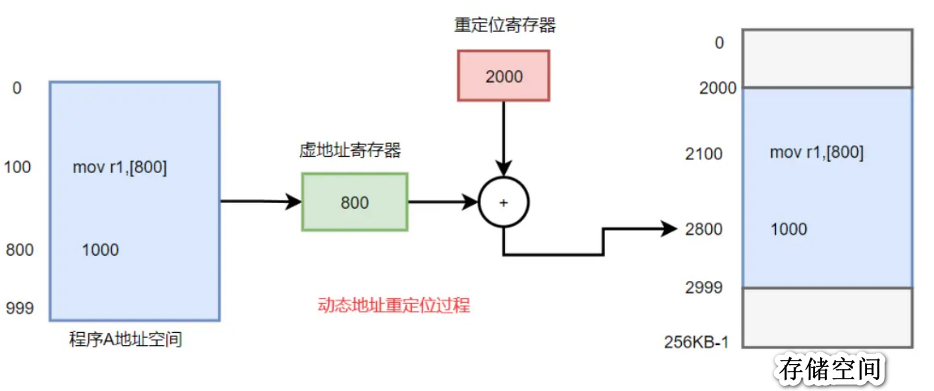 重定位寄存器
2000
0
100
800
999
mov r1,[800]
1000
程序A地址空间
虚地址寄存器
800
+
动态地址重定位过程
0
2000
2100
2800
2999
256KB-1
mov r1,[800]
1000
存储空间